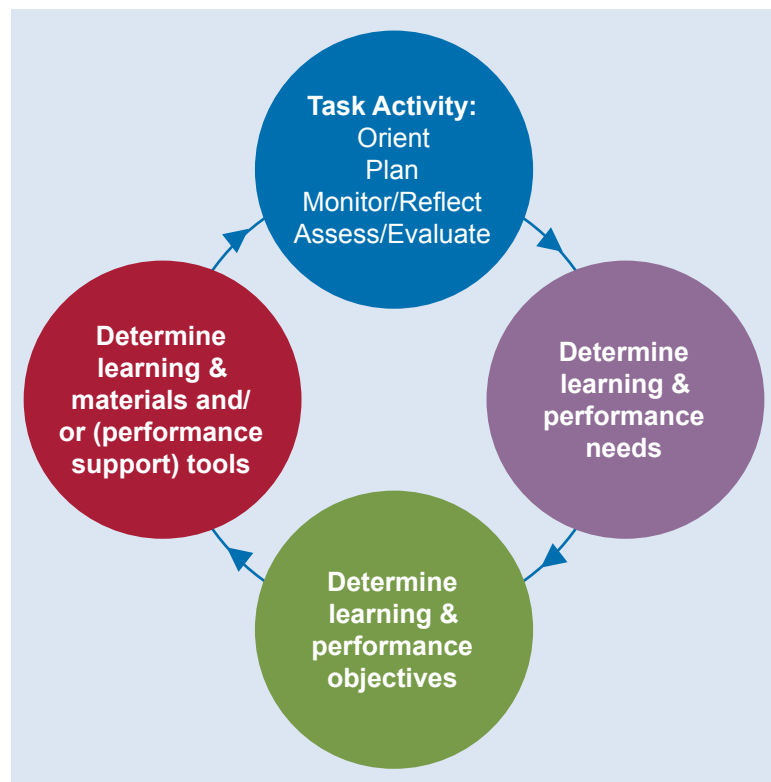 Task Activity:
Orient
Plan
Monitor/Reflect
Assess/Evaluate
Determine
learning &
performance
needs
Determine
learning &
performance
objectives
Determine
learning &
materials and/
or (performance
support) tools